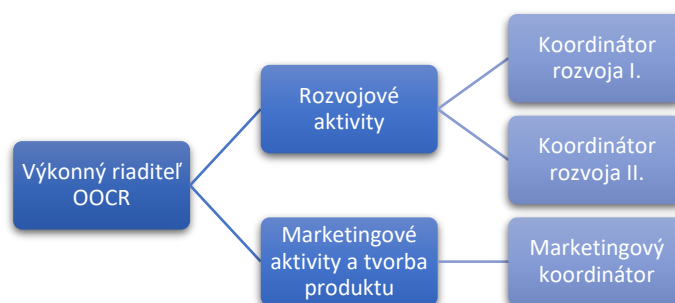 Výkonný riaditeľ
OOCR
Rozvojové
aktivity
Koordinátor
rozvoja I.
Koordinátor
rozvoja II.
Marketingové
aktivity a tvorba
produktu
Marketingový
koordinátor